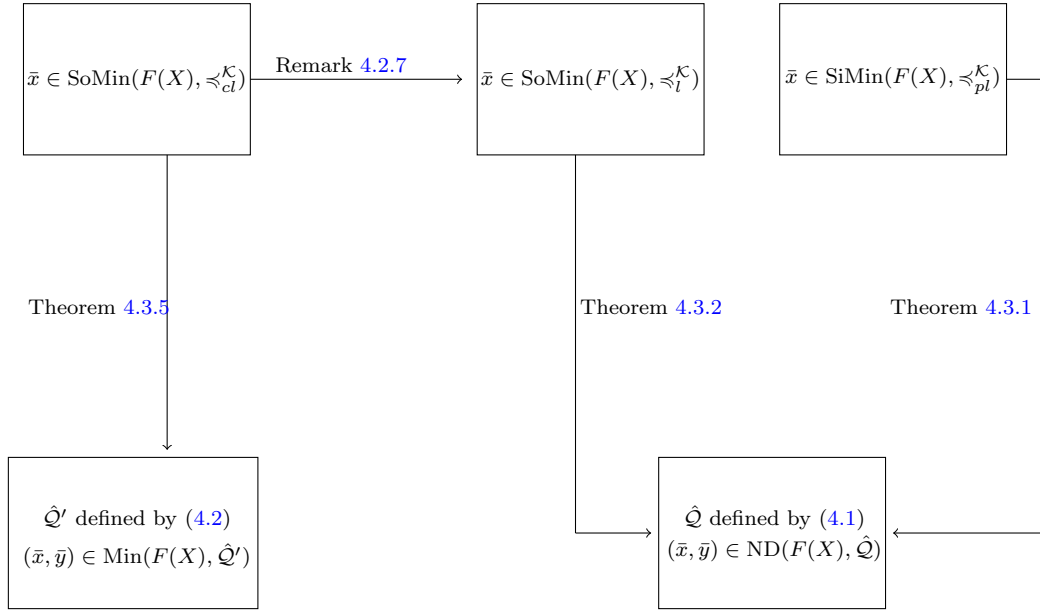 x̄ ∈ SoMin(F(X), ≼_{cl}^{𝒦})
Remark 4.2.7
x̄ ∈ SoMin(F(X), ≼_{l}^{𝒦})
x̄ ∈ SiMin(F(X), ≼_{pl}^{𝒦})
Theorem 4.3.5
Theorem 4.3.2
Theorem 4.3.1
𝒬̂′ defined by (4.2)
(x̄, ȳ) ∈ Min(F(X), 𝒬̂′)
𝒬̂ defined by (4.1)
(x̄, ȳ) ∈ ND(F(X), 𝒬̂)